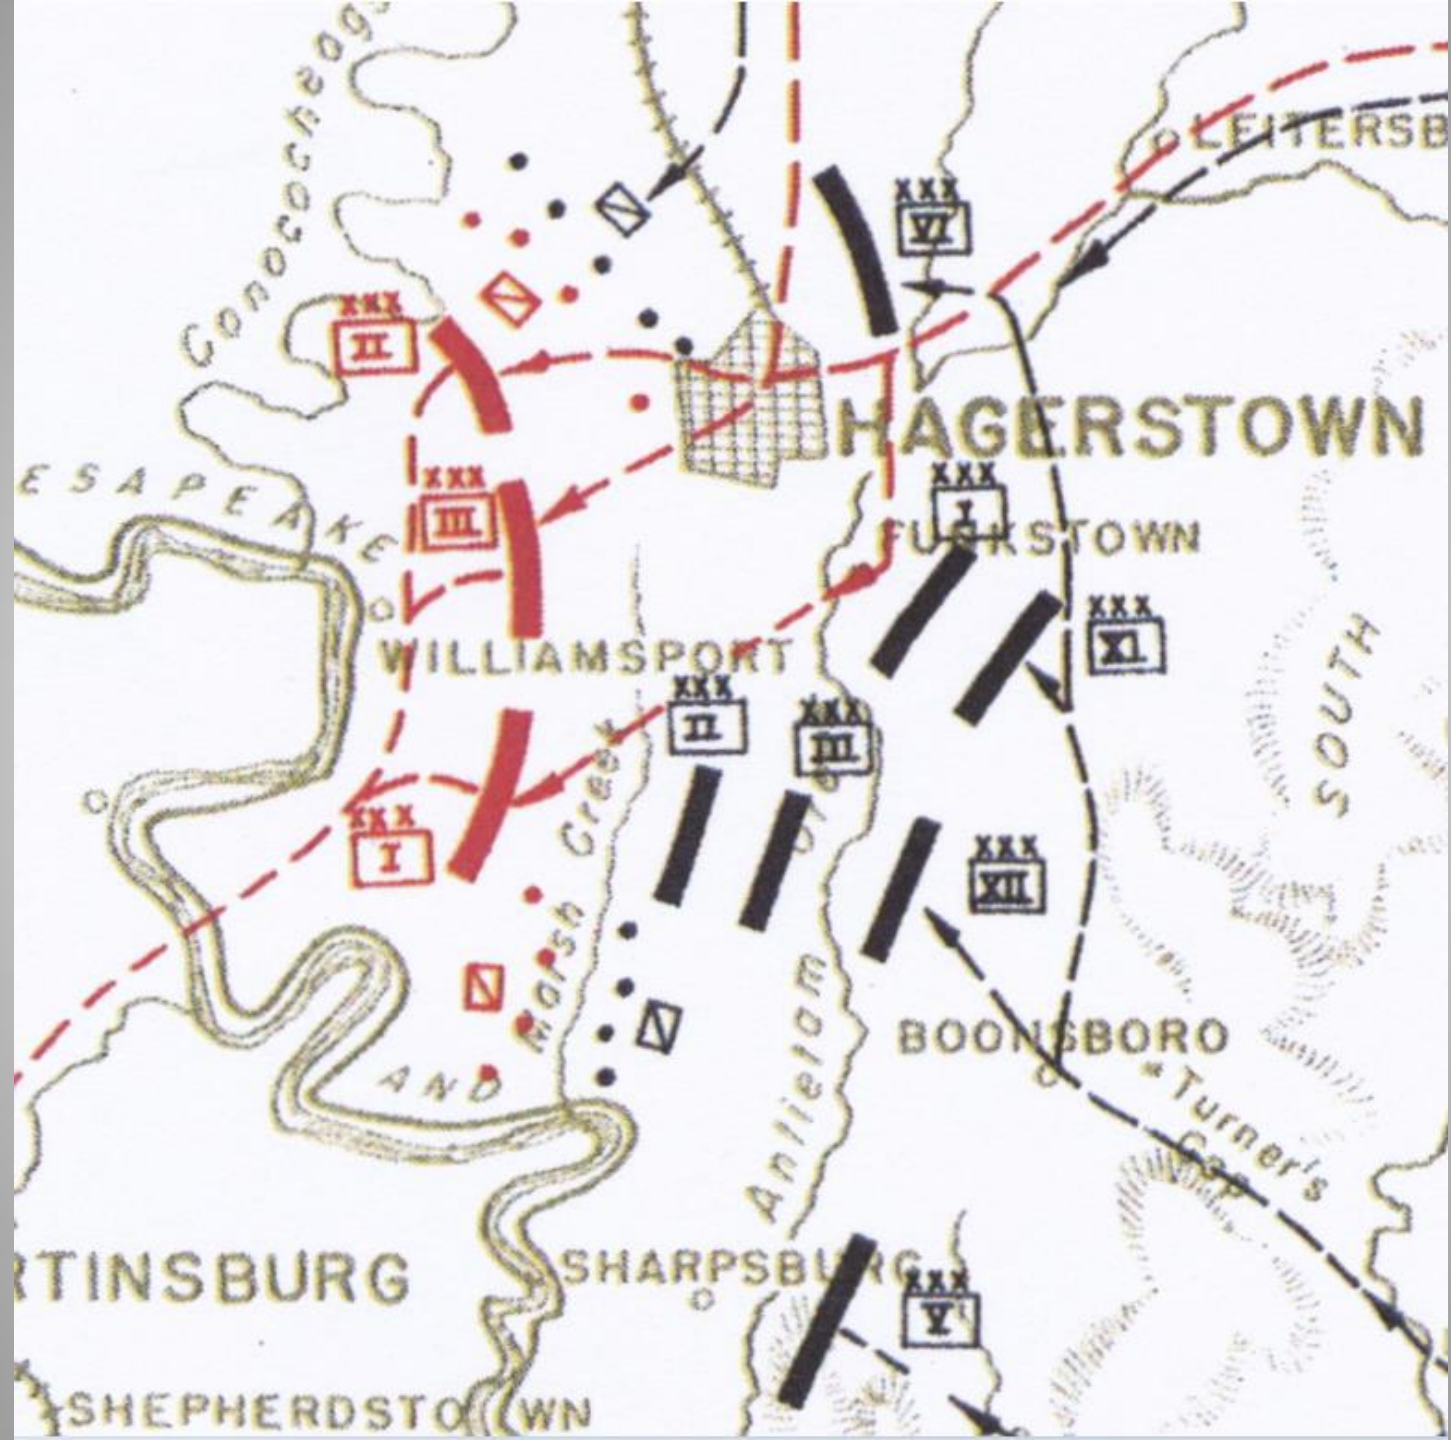 Conococheag
LEITERSB
XXX
VI
XXX
II
HAGERSTOWN
XXX
III
XXX
I
ESAPEAKE
FUNKSTOWN
XXX
XI
WILLIAMSPORT
SOUTH
XXX
II
XXX
III
XXX
I
XXX
XII
Marsh Creek
Antietam
BOONSBORO
AND
Turner's
Gap
RTINSBURG
SHARPSBURG
XXX
V
SHEPHERDSTOWN